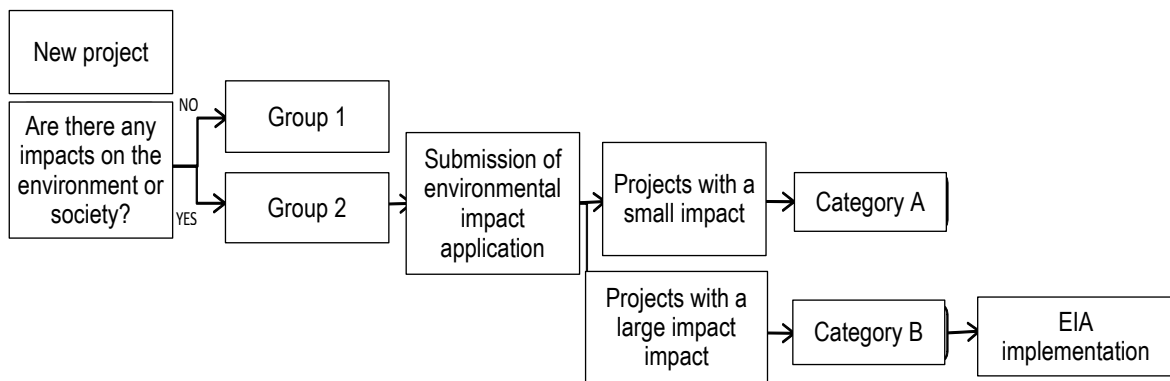 New project
Are there any
impacts on the
environment or
society?
NO
YES
Group 1
Group 2
Submission of
environmental
impact
application
Projects with a
small impact
Category A
Projects with a
large impact
impact
Category B
EIA
implementation